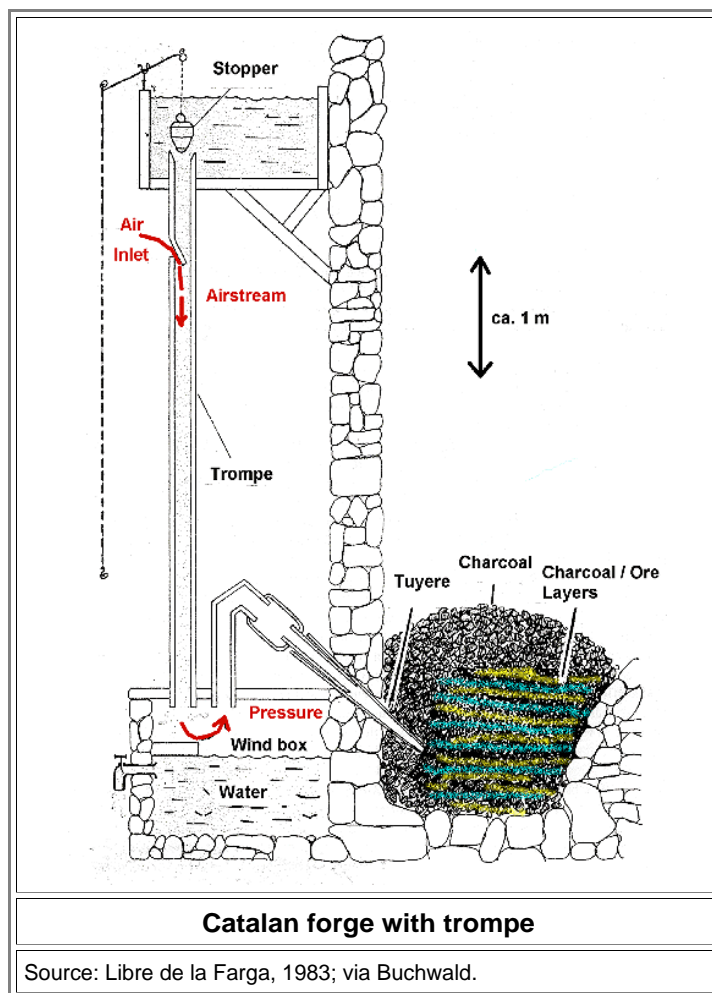 Stopper
Air
Inlet
Airstream
ca. 1 m
Trompe
Charcoal
Tuyere
Charcoal / Ore
Layers
Pressure
Wind box
Water
Catalan forge with trompe
Source: Libre de la Farga, 1983; via Buchwald.